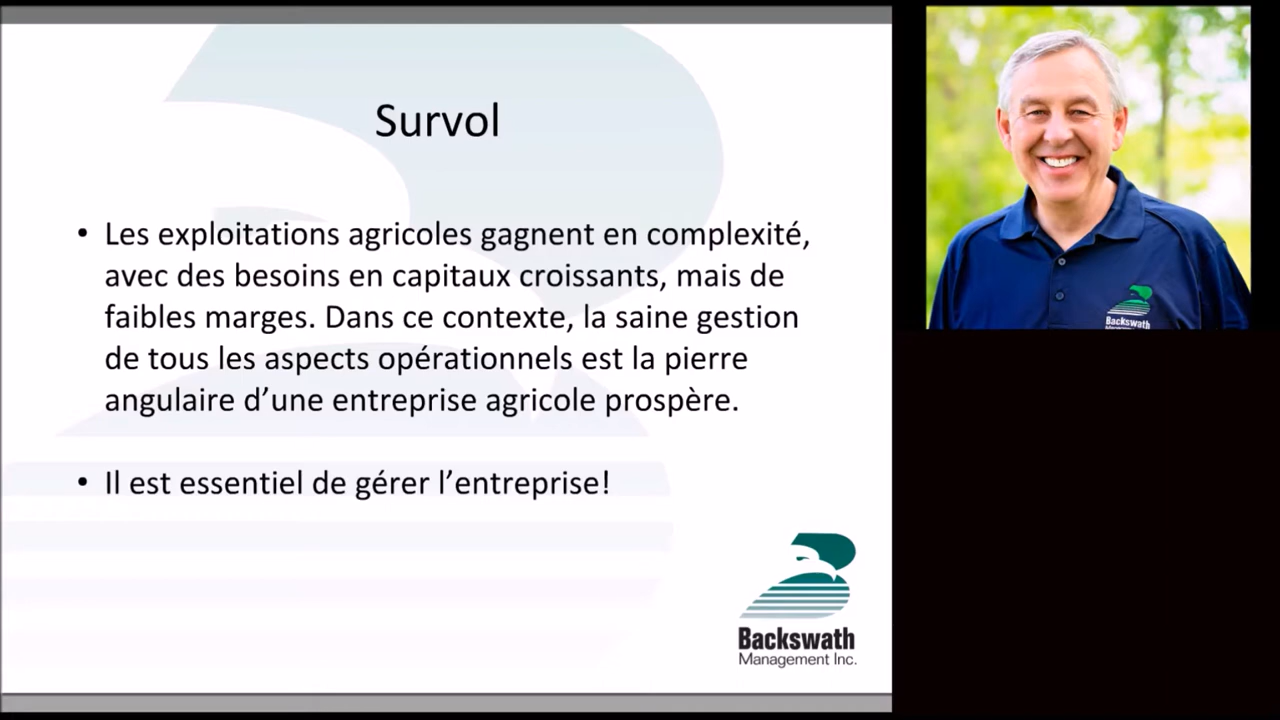 Survol
• Les exploitations agricoles gagnent en complexité,
avec des besoins en capitaux croissants, mais de
faibles marges. Dans ce contexte, la saine gestion
de tous les aspects opérationnels est la pierre
angulaire d’une entreprise agricole prospère.
• Il est essentiel de gérer l’entreprise!
Backswath
Management Inc.
Backswath